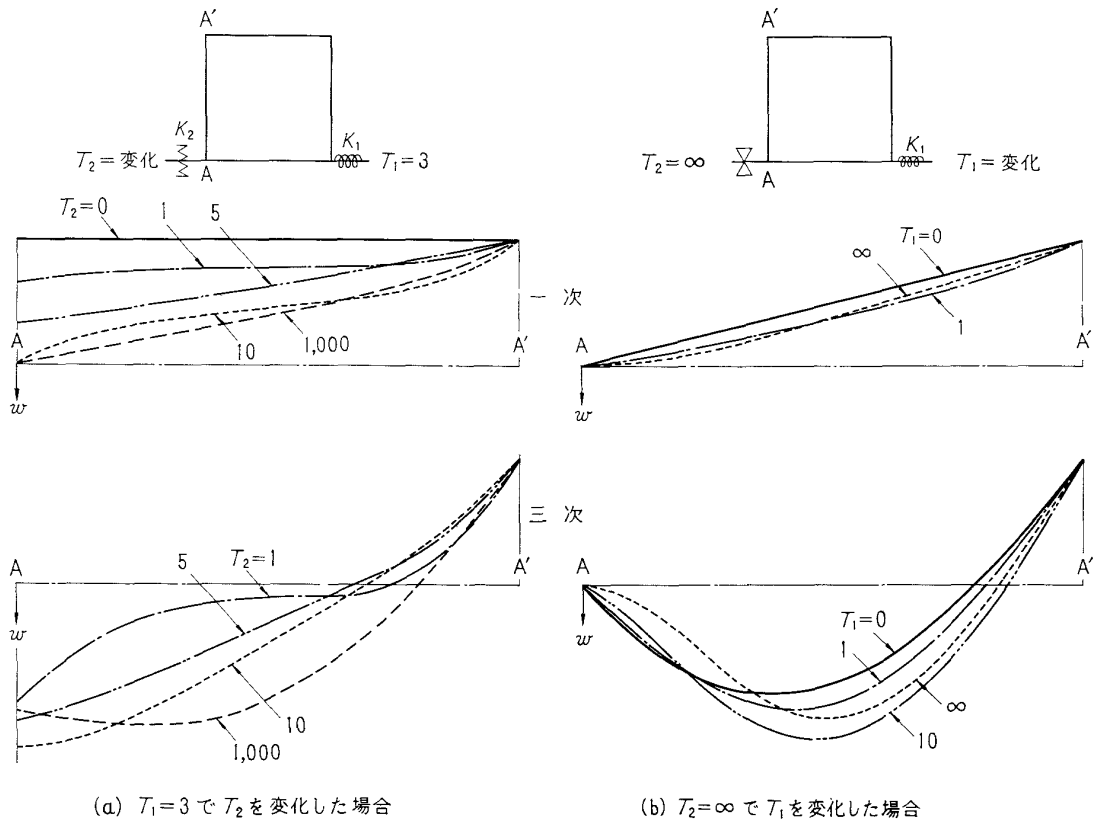 A′
K₂
K₁
T₂= 変化
T₁=3
A
A′
K₁
T₂=∞
T₁= 変化
A
T₂=0
1
5
10
1,000
A
A′
w
一 次
∞
T₁=0
1
A
A′
w
三 次
A
w
5
T₂=1
10
1,000
A′
A
w
T₁=0
1
∞
10
A′
(a) T₁=3 で T₂ を変化した場合
(b) T₂=∞ で T₁ を変化した場合